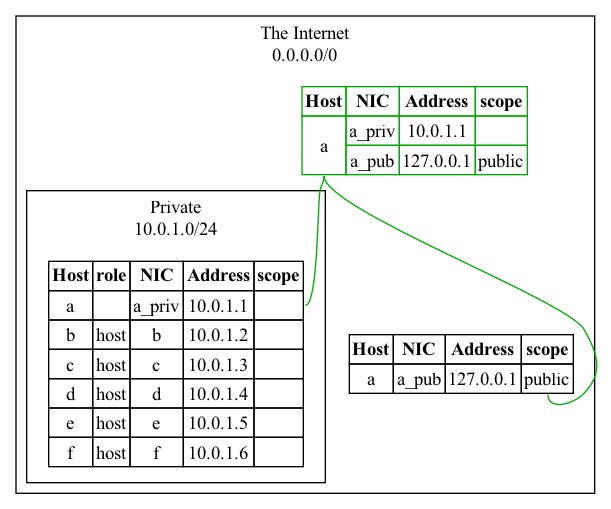 The Internet
0.0.0.0/0
Host NIC Address scope
a a_priv 10.0.1.1
a_pub 127.0.0.1 public
Private
10.0.1.0/24
Host role NIC Address scope
a a_priv 10.0.1.1
b host b 10.0.1.2
c host c 10.0.1.3
d host d 10.0.1.4
e host e 10.0.1.5
f host f 10.0.1.6
Host NIC Address scope
a a_pub 127.0.0.1 public